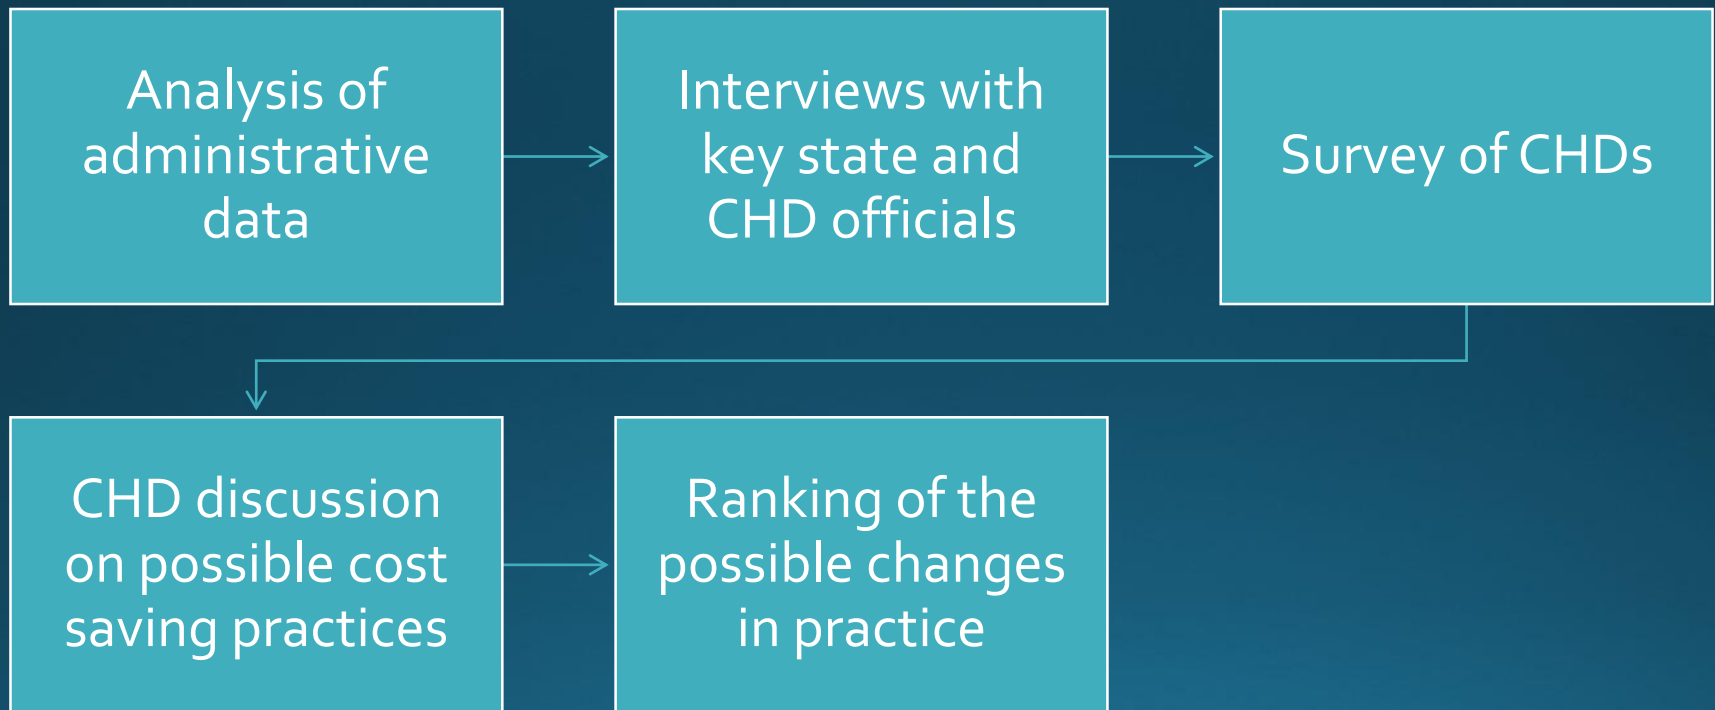 Analysis of
administrative
data
Interviews with
key state and
CHD officials
Survey of CHDs
CHD discussion
on possible cost
saving practices
Ranking of the
possible changes
in practice